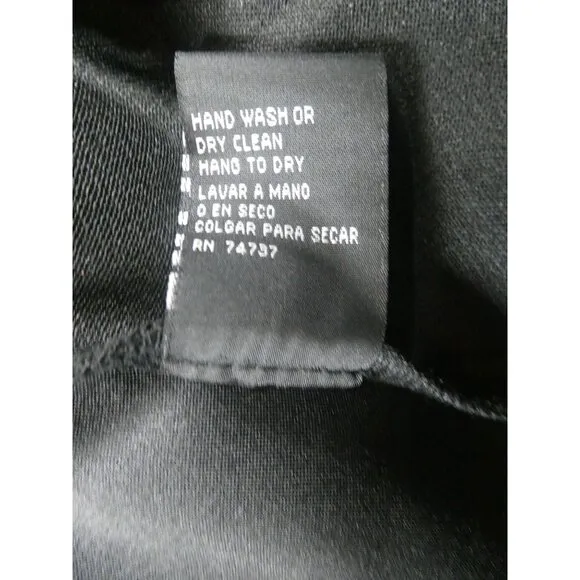 HAND WASH OR
DRY CLEAN
HANG TO DRY
LAVAR A MANO
O EN SECO
COLGAR PARA SECAR
RN 74737